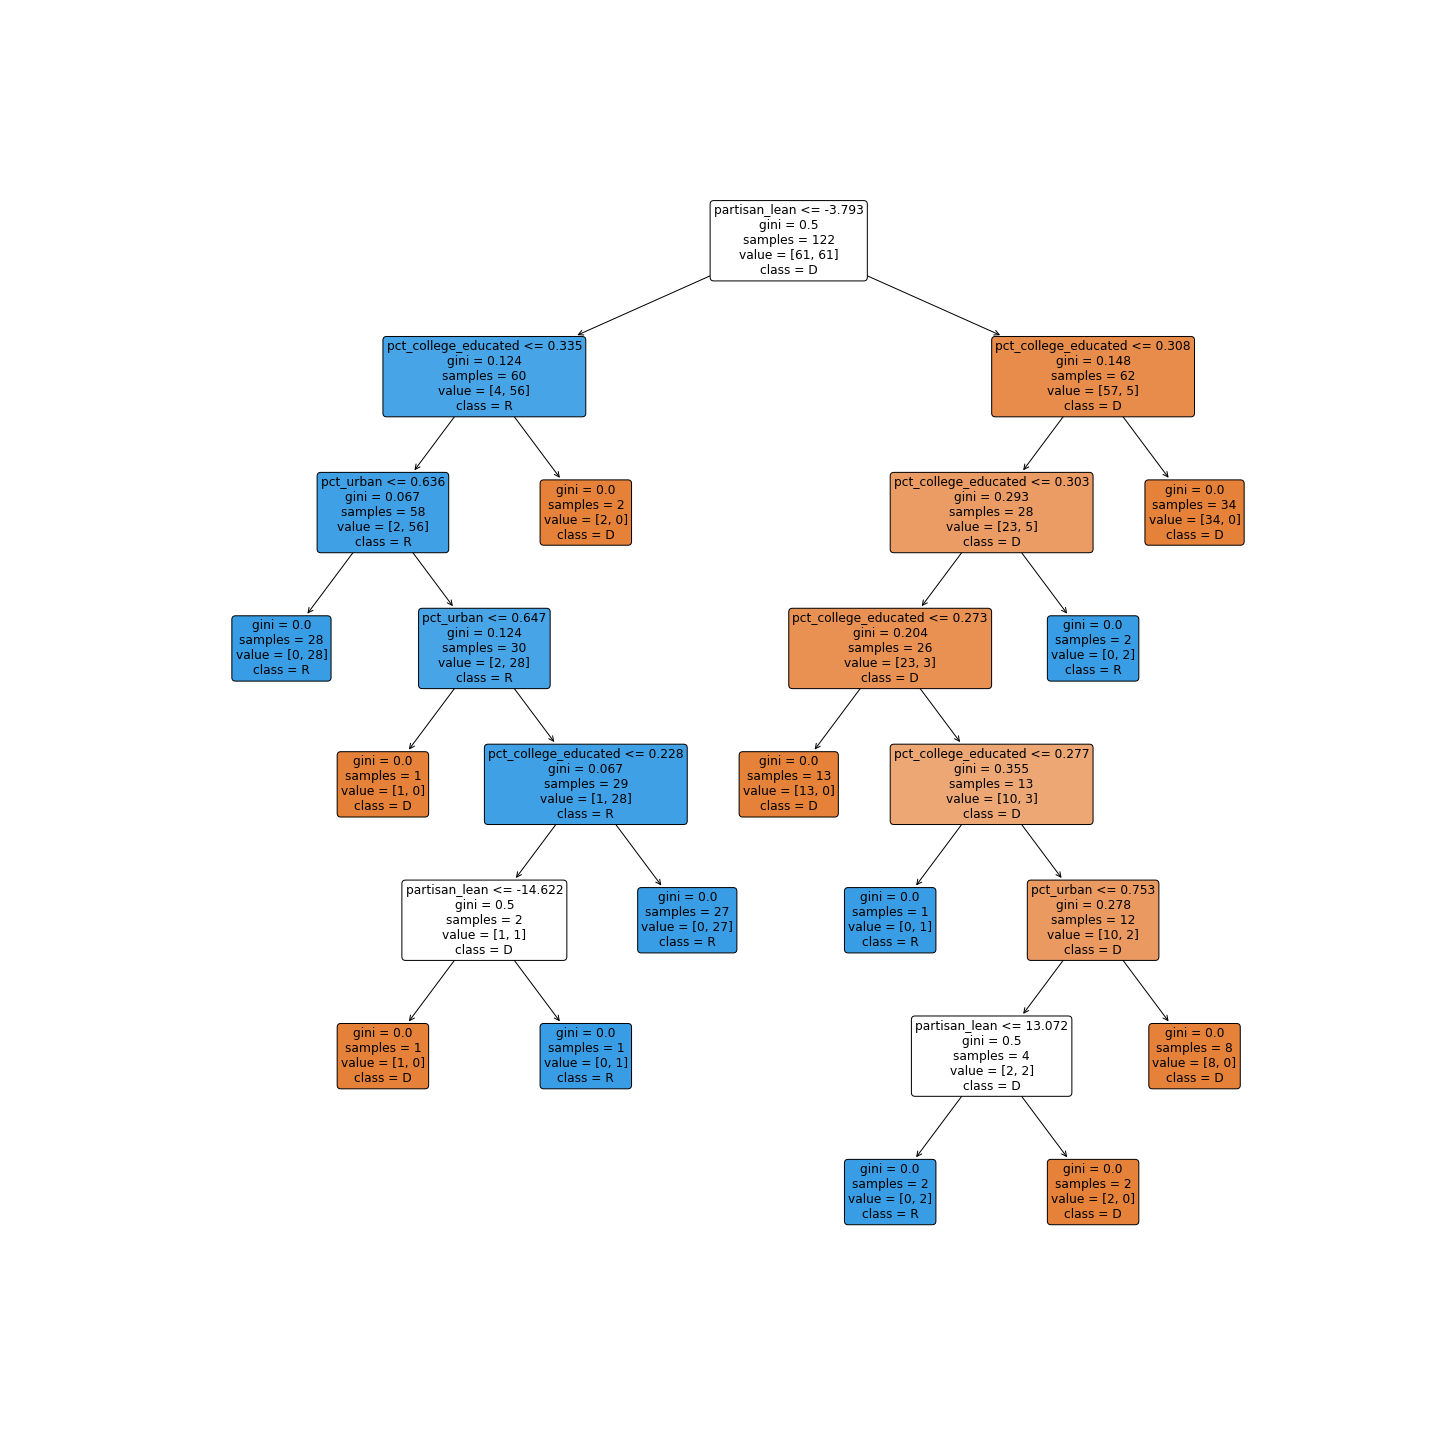 partisan_lean <= -3.793
gini = 0.5
samples = 122
value = [61, 61]
class = D
pct_college_educated <= 0.335
gini = 0.124
samples = 60
value = [4, 56]
class = R
pct_college_educated <= 0.308
gini = 0.148
samples = 62
value = [57, 5]
class = D
pct_urban <= 0.636
gini = 0.067
samples = 58
value = [2, 56]
class = R
gini = 0.0
samples = 2
value = [2, 0]
class = D
pct_college_educated <= 0.303
gini = 0.293
samples = 28
value = [23, 5]
class = D
gini = 0.0
samples = 34
value = [34, 0]
class = D
gini = 0.0
samples = 28
value = [0, 28]
class = R
pct_urban <= 0.647
gini = 0.124
samples = 30
value = [2, 28]
class = R
pct_college_educated <= 0.273
gini = 0.204
samples = 26
value = [23, 3]
class = D
gini = 0.0
samples = 2
value = [0, 2]
class = R
gini = 0.0
samples = 1
value = [1, 0]
class = D
pct_college_educated <= 0.228
gini = 0.067
samples = 29
value = [1, 28]
class = R
gini = 0.0
samples = 13
value = [13, 0]
class = D
pct_college_educated <= 0.277
gini = 0.355
samples = 13
value = [10, 3]
class = D
partisan_lean <= -14.622
gini = 0.5
samples = 2
value = [1, 1]
class = D
gini = 0.0
samples = 27
value = [0, 27]
class = R
gini = 0.0
samples = 1
value = [0, 1]
class = R
pct_urban <= 0.753
gini = 0.278
samples = 12
value = [10, 2]
class = D
gini = 0.0
samples = 1
value = [1, 0]
class = D
gini = 0.0
samples = 1
value = [0, 1]
class = R
partisan_lean <= 13.072
gini = 0.5
samples = 4
value = [2, 2]
class = D
gini = 0.0
samples = 8
value = [8, 0]
class = D
gini = 0.0
samples = 2
value = [0, 2]
class = R
gini = 0.0
samples = 2
value = [2, 0]
class = D